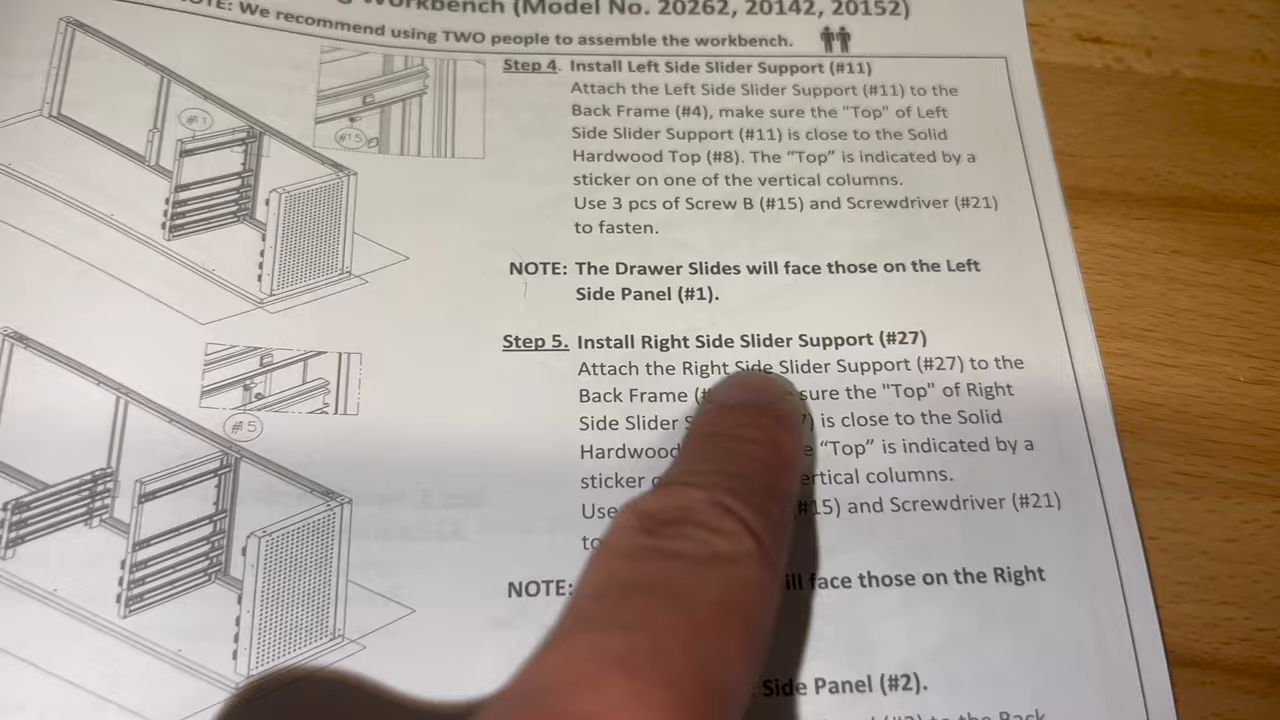 Workbench (Model No. 20262, 20142, 20152)
NOTE: We recommend using TWO people to assemble the workbench.
Step 4. Install Left Side Slider Support (#11)
Attach the Left Side Slider Support (#11) to the
Back Frame (#4), make sure the "Top" of Left
Side Slider Support (#11) is close to the Solid
Hardwood Top (#8). The “Top” is indicated by a
sticker on one of the vertical columns.
Use 3 pcs of Screw B (#15) and Screwdriver (#21)
to fasten.
NOTE: The Drawer Slides will face those on the Left
Side Panel (#1).
Step 5. Install Right Side Slider Support (#27)
Attach the Right Side Slider Support (#27) to the
Back Frame sure the "Top" of Right
Side Slider is close to the Solid
Hardwood “Top” is indicated by a
sticker vertical columns.
Use #15) and Screwdriver (#21)
to
NOTE: will face those on the Right
Side Panel (#2).
to the Back
#11
#15
#5